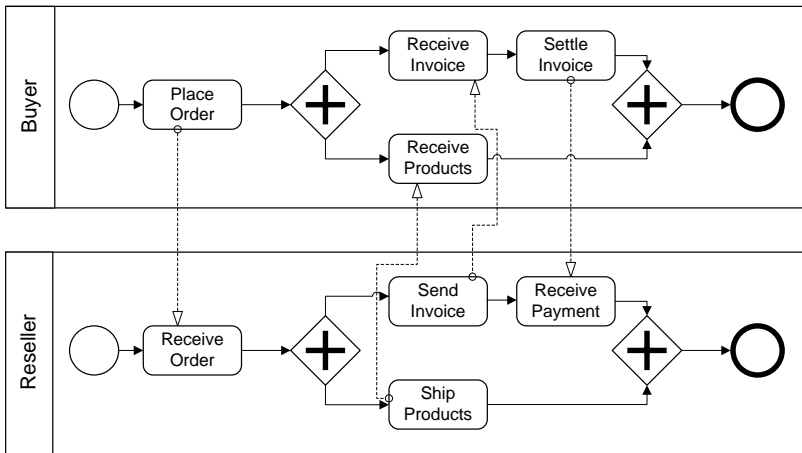 Buyer
Place
Order
Receive
Invoice
Settle
Invoice
Receive
Products
Reseller
Receive
Order
Send
Invoice
Receive
Payment
Ship
Products